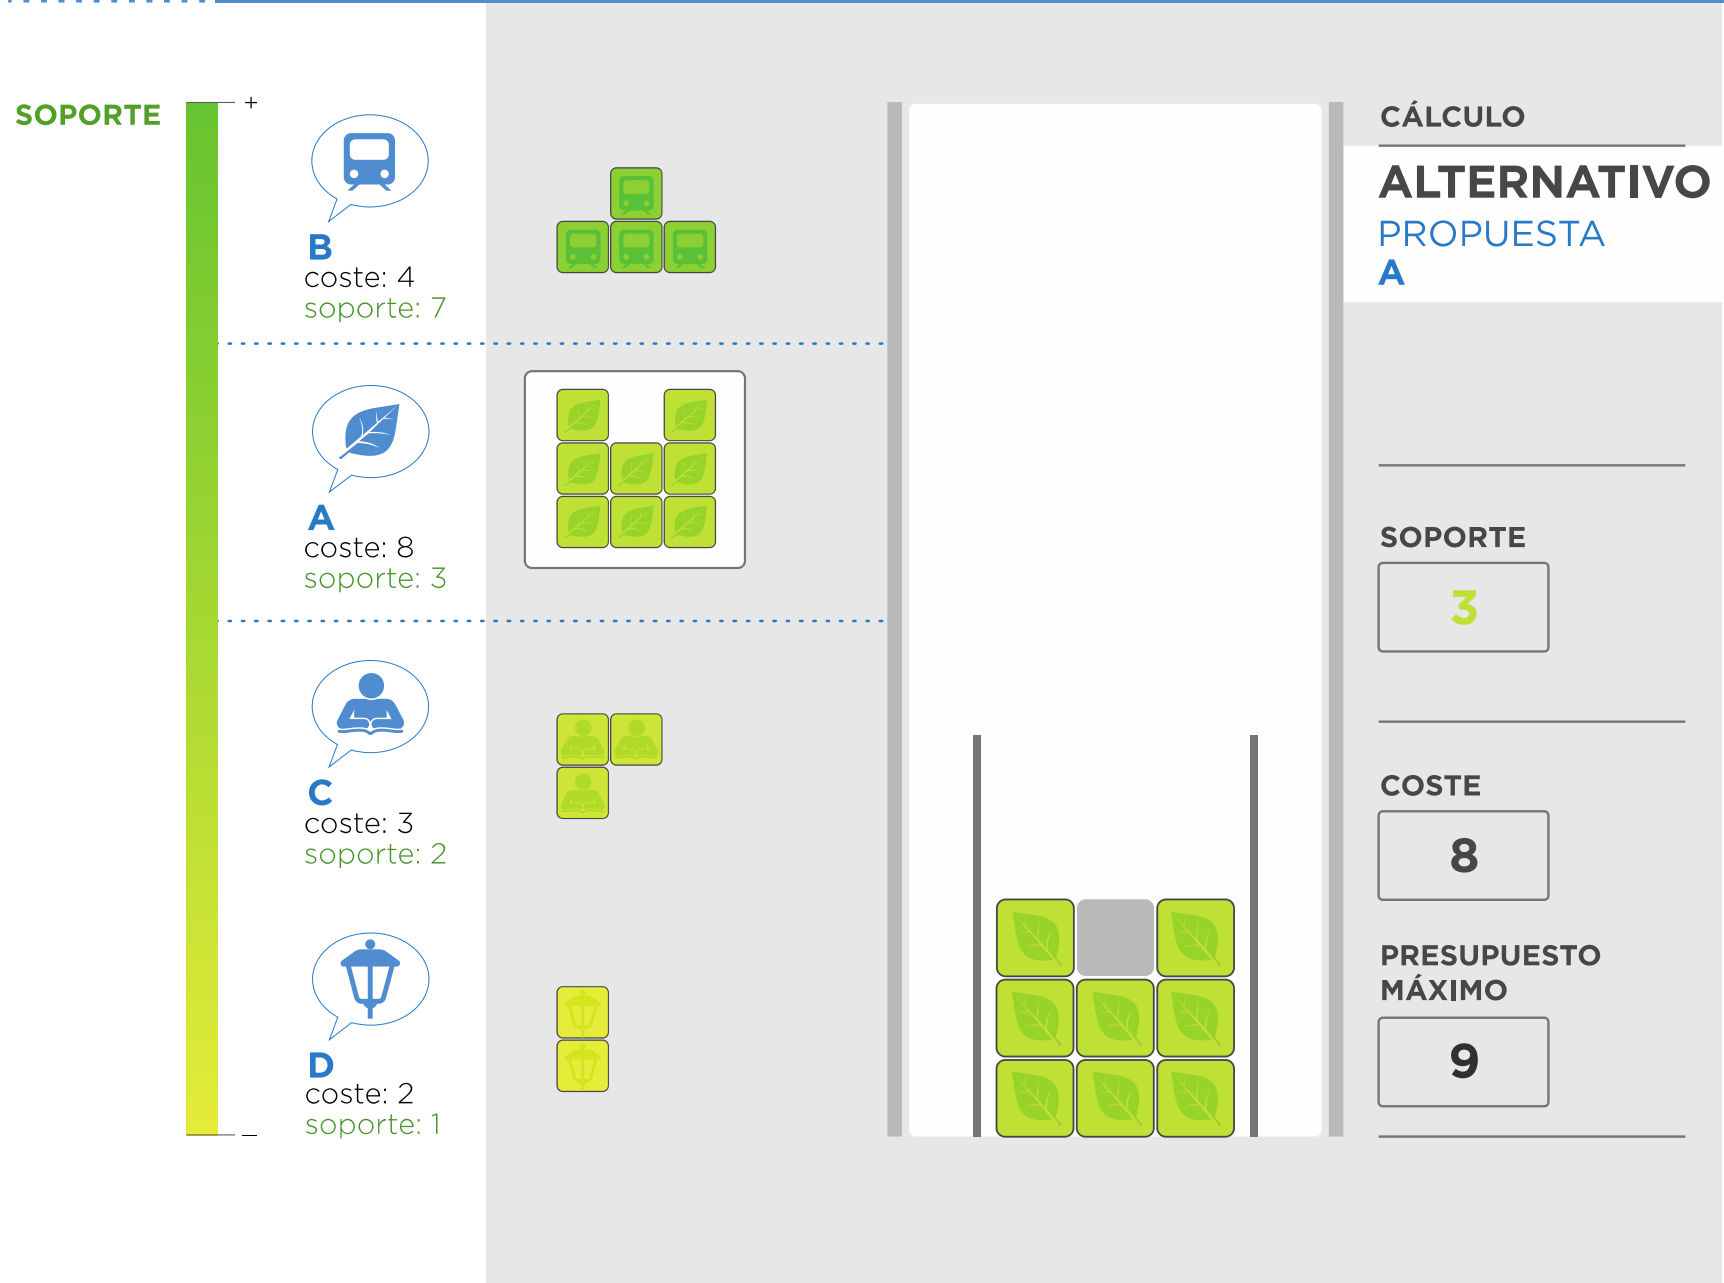 SOPORTE
+
B
coste: 4
soporte: 7
A
coste: 8
soporte: 3
C
coste: 3
soporte: 2
D
coste: 2
soporte: 1
–
CÁLCULO
ALTERNATIVO
PROPUESTA
A
SOPORTE
3
COSTE
8
PRESUPUESTO
MÁXIMO
9